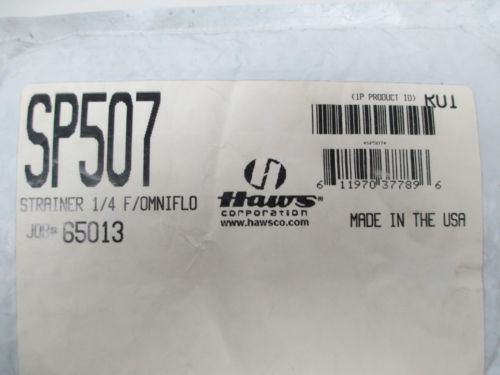 SP507
STRAINER 1/4 F/OMNIFLO
JOB# 65013
Haws®
corporation
www.hawsco.com
(1P PRODUCT ID)
R01
*SP507*
6 11970 37789 6
MADE IN THE USA